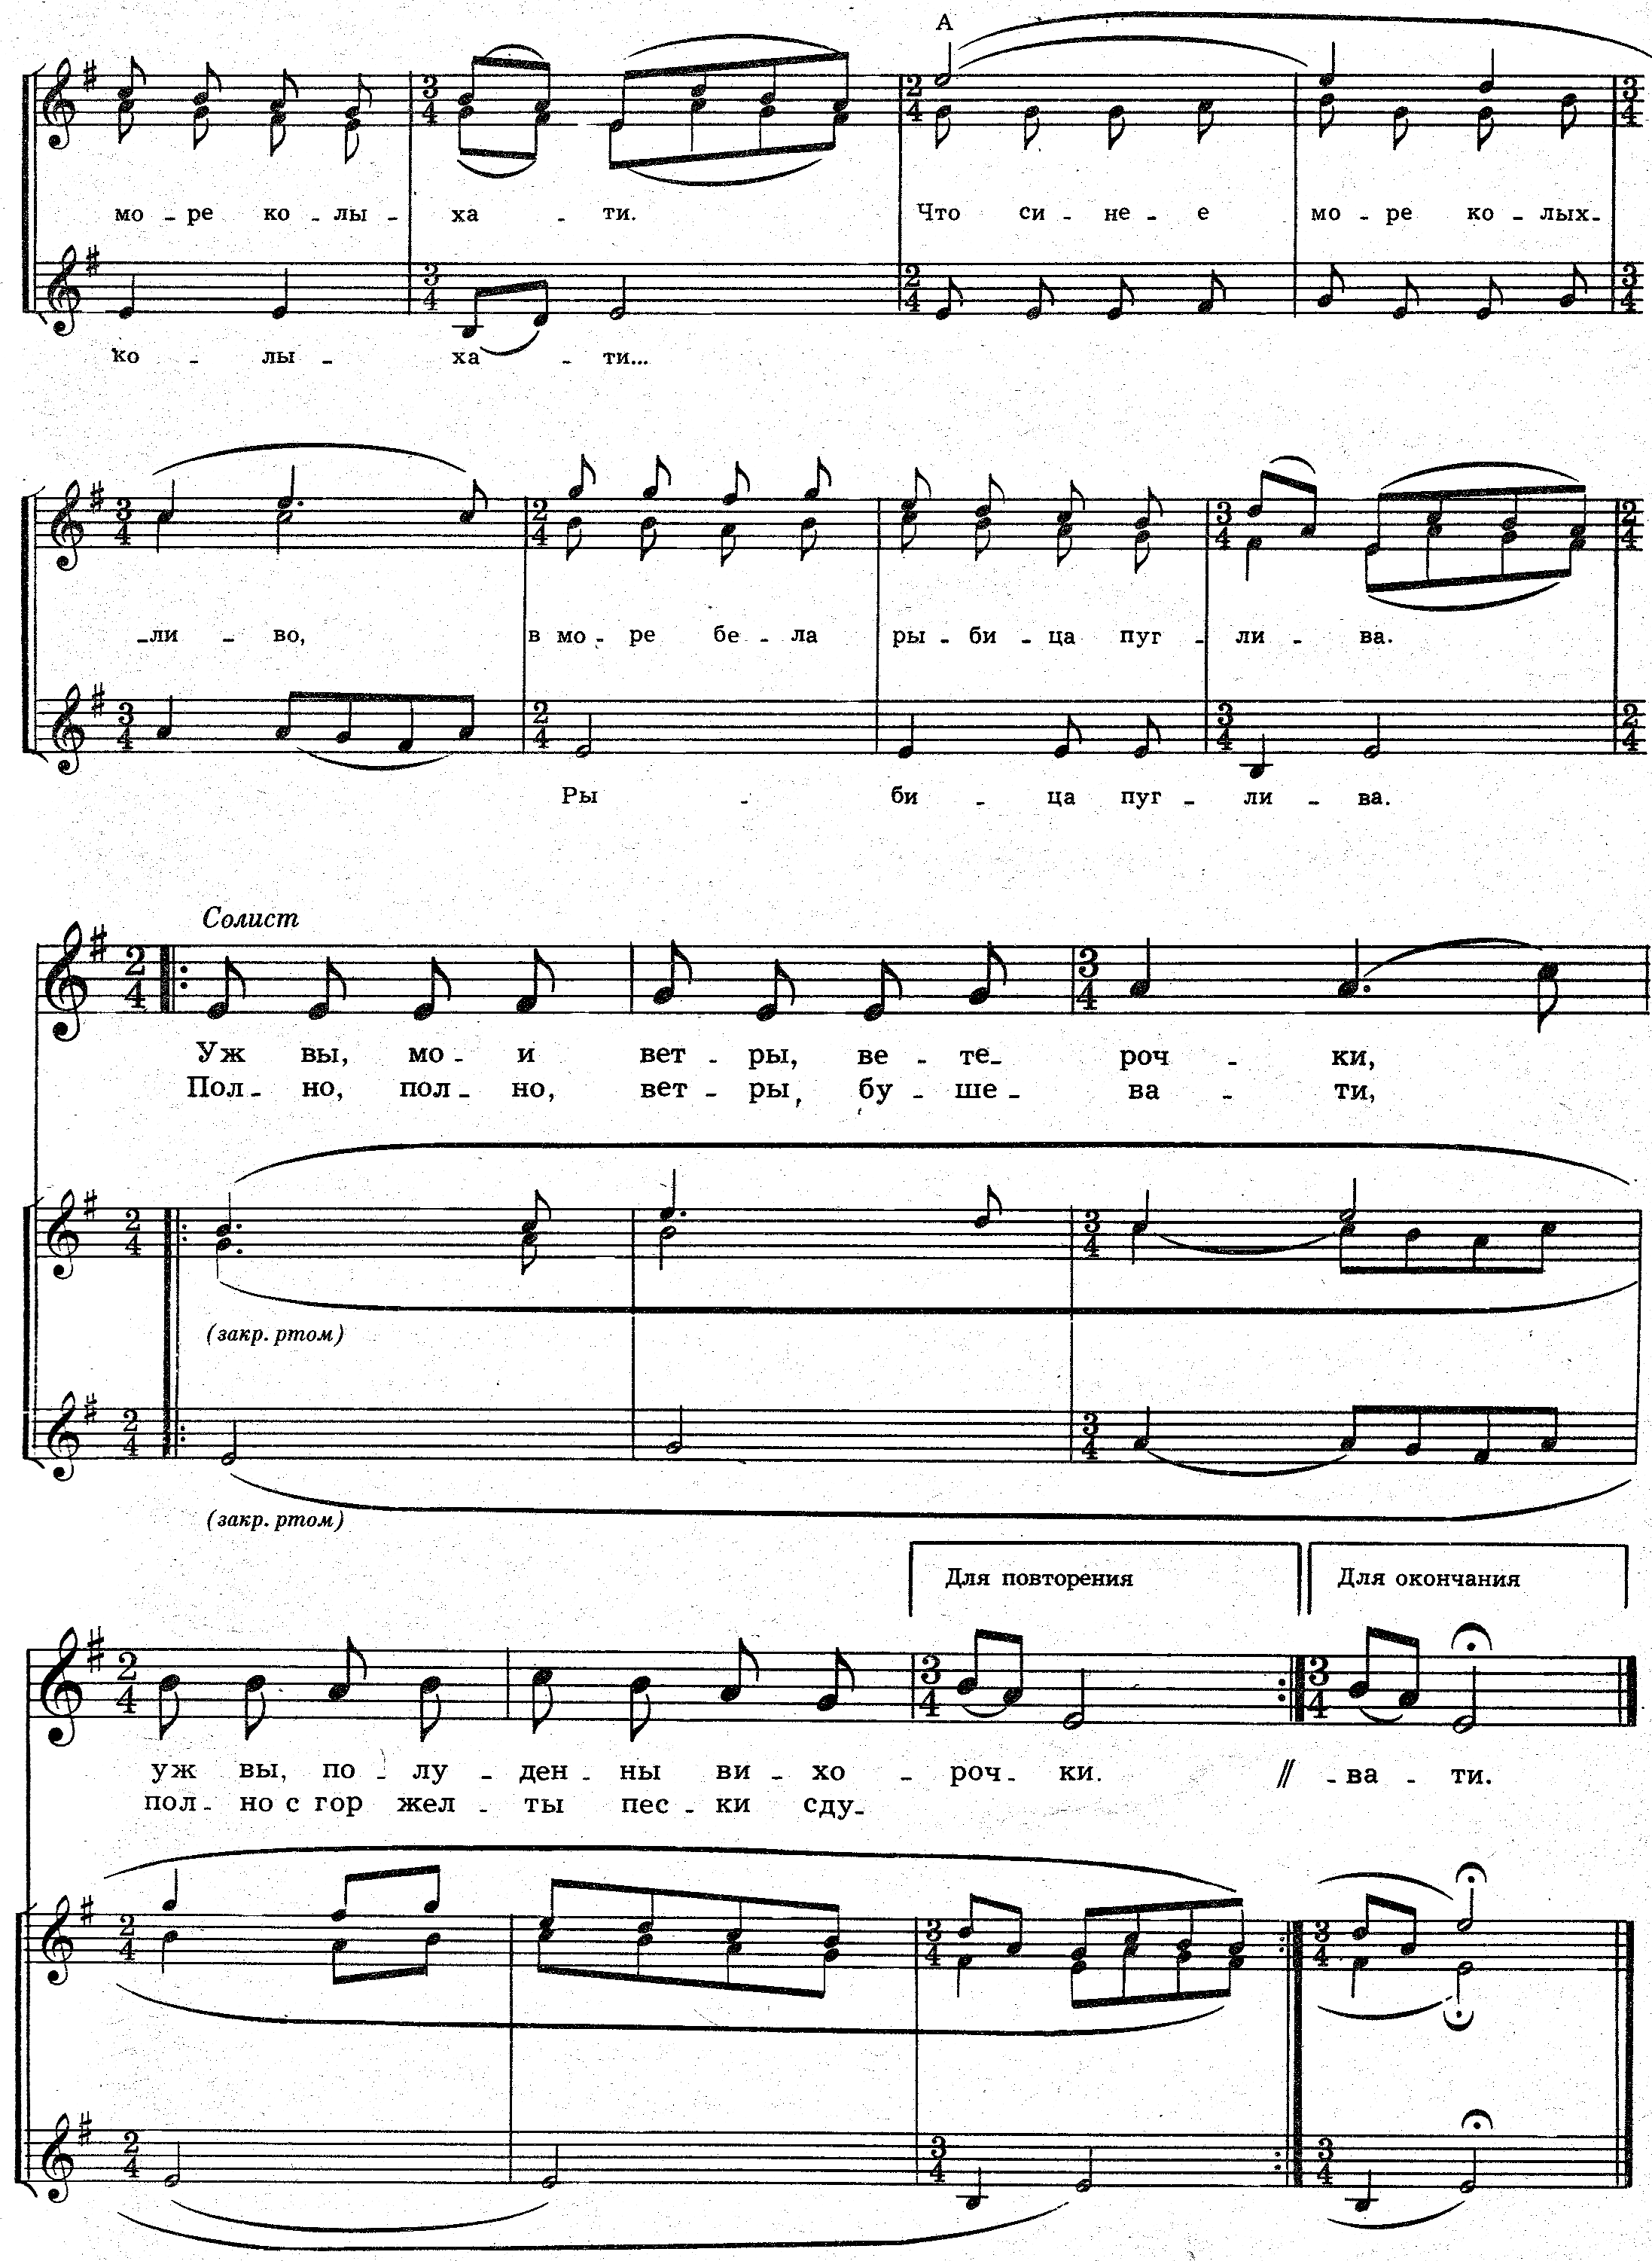 А
мо - ре ко - лы - ха - ти. Что си - не - е мо - ре ко - лых-
ко - лы - ха - ти...
-ли - во, в мо - ре бе - ла ры - би - ца пуг - ли - ва.
Ры - би - ца пуг - ли - ва.
Солист
Уж вы, мо - и вет - ры, ве - те- роч - ки,
Пол - но, пол - но, вет - ры, бу - ше - ва - ти,
(закр. ртом)
(закр. ртом)
Для повторения Для окончания
уж вы, по - лу - ден - ны ви - хо - роч - ки. // - ва - ти.
пол - но с гор жел - ты пес - ки сду-